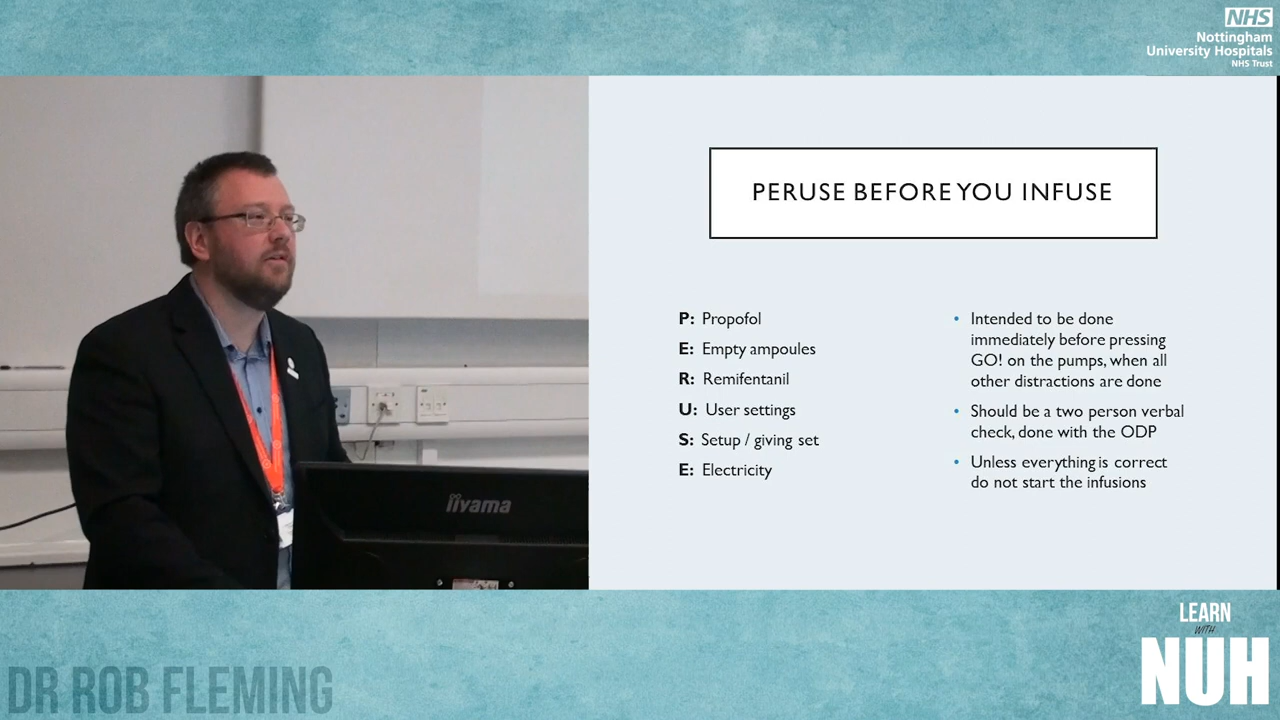 NHS
Nottingham
University Hospitals
NHS Trust
PERUSE BEFORE YOU INFUSE
P: Propofol
E: Empty ampoules
R: Remifentanil
U: User settings
S: Setup / giving set
E: Electricity
• Intended to be done
immediately before pressing
GO! on the pumps, when all
other distractions are done
• Should be a two person verbal
check, done with the ODP
• Unless everything is correct
do not start the infusions
iiyama
DR ROB FLEMING
LEARN
WITH
NUH